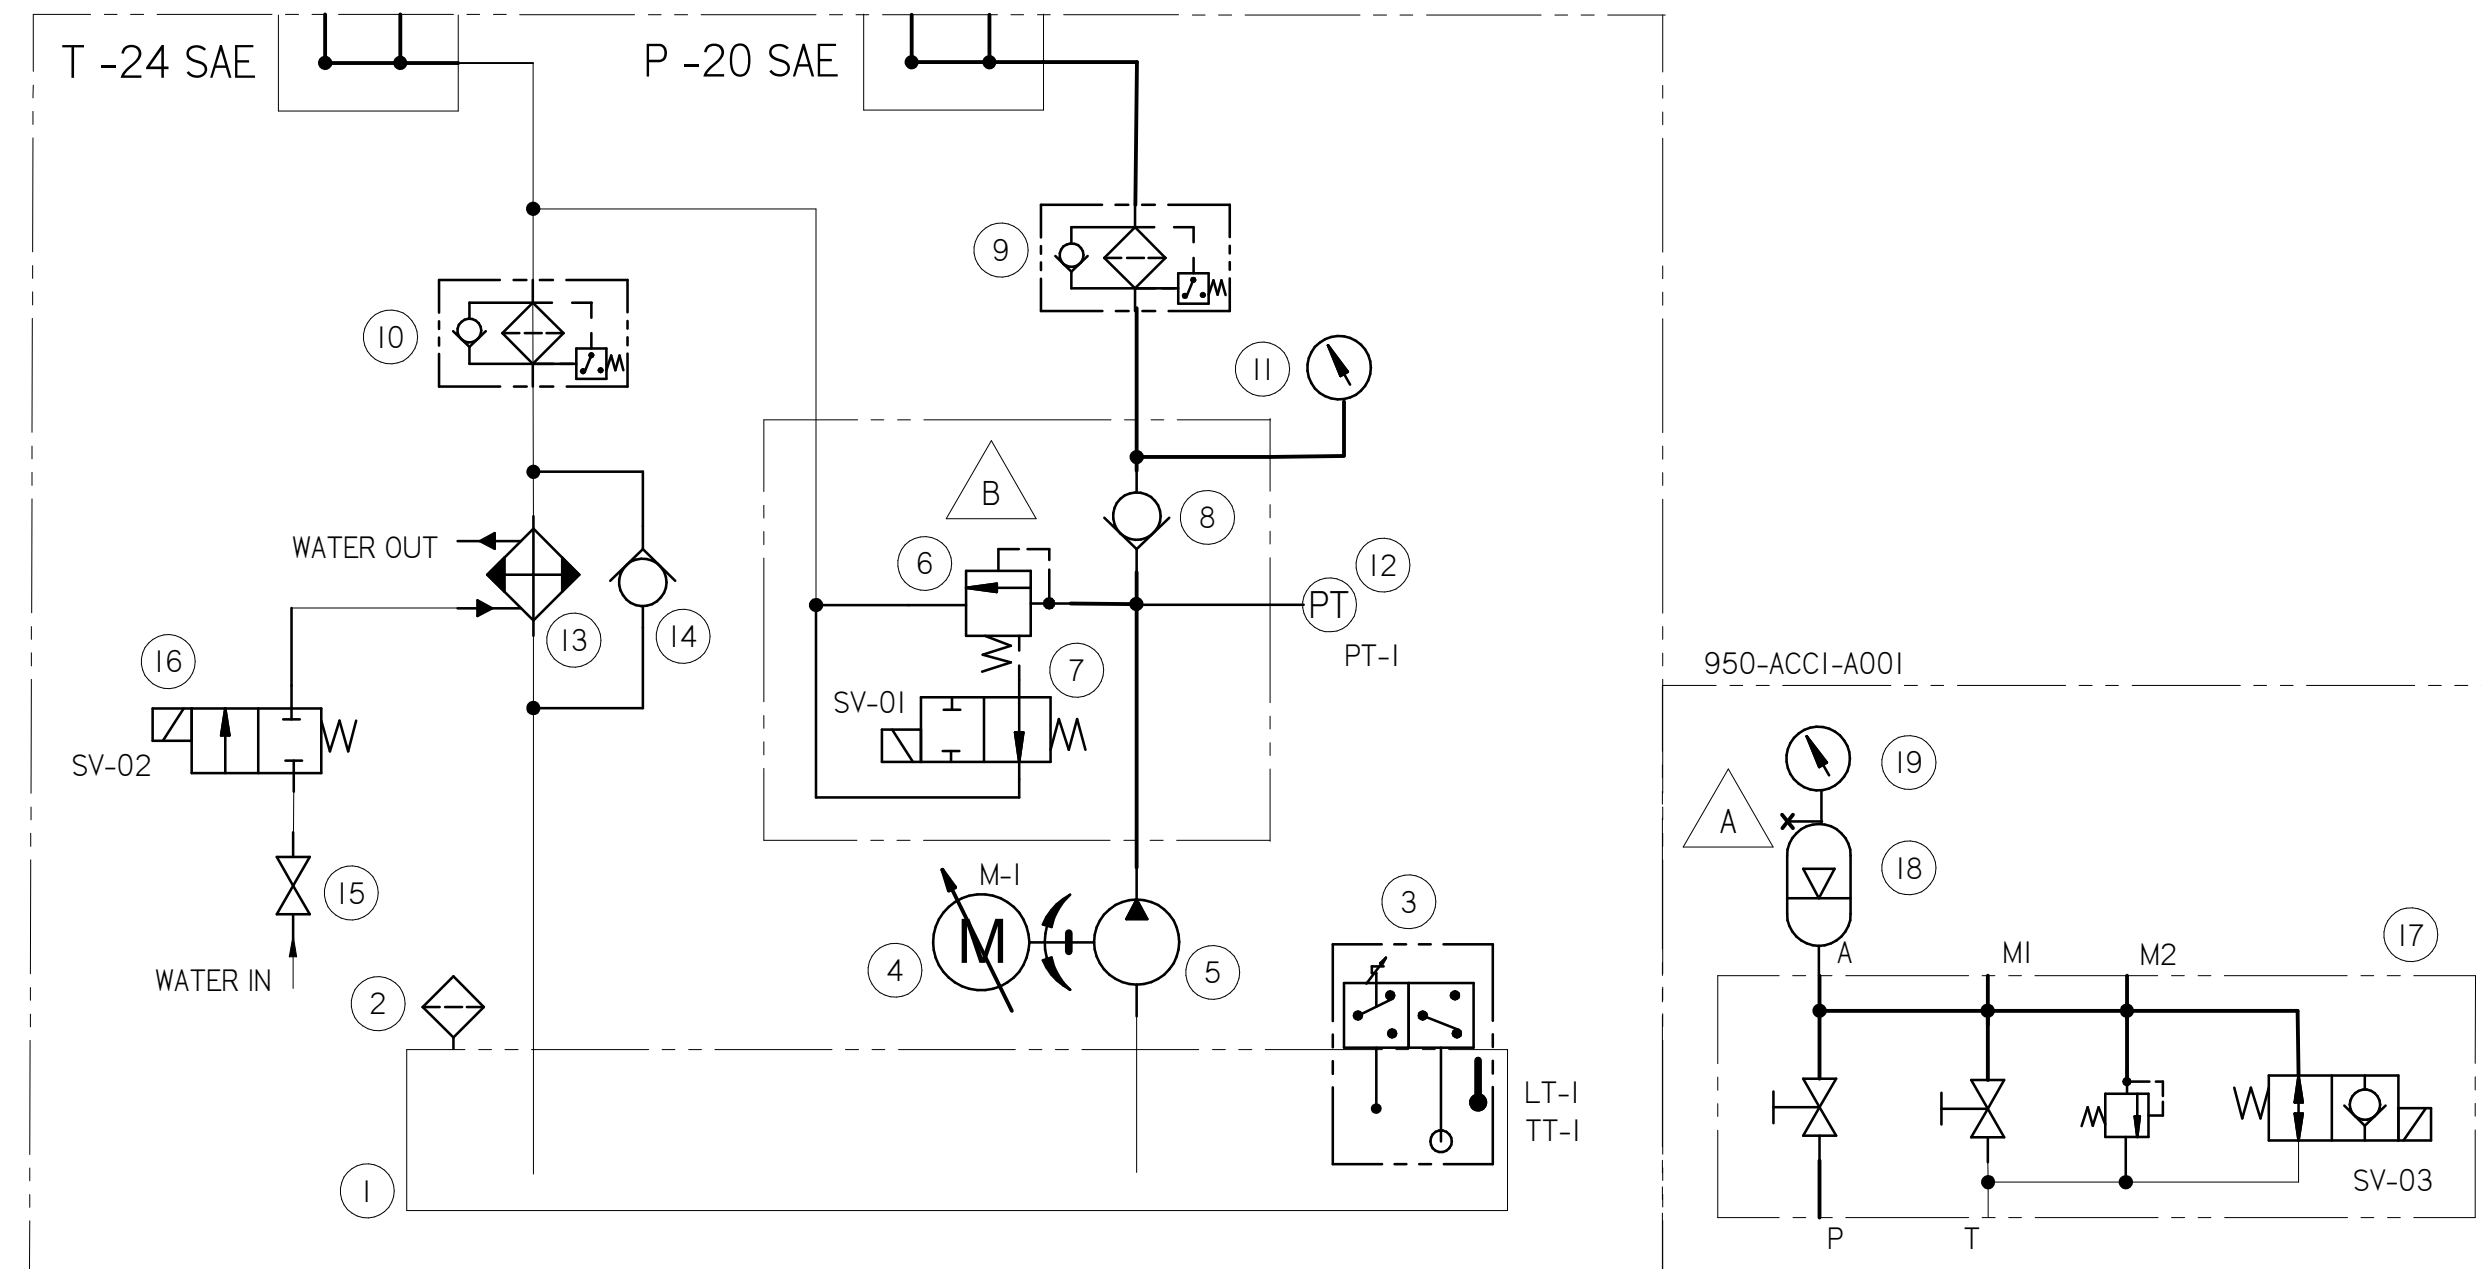 T -24 SAE
P -20 SAE
9
10
11
B
8
WATER OUT
6
12
PT
13
14
PT-1
16
7
950-ACC1-A001
SV-01
SV-02
19
A
18
M-1
15
3
M
4
5
17
A
M1
M2
WATER IN
2
LT-1
TT-1
1
SV-03
P
T